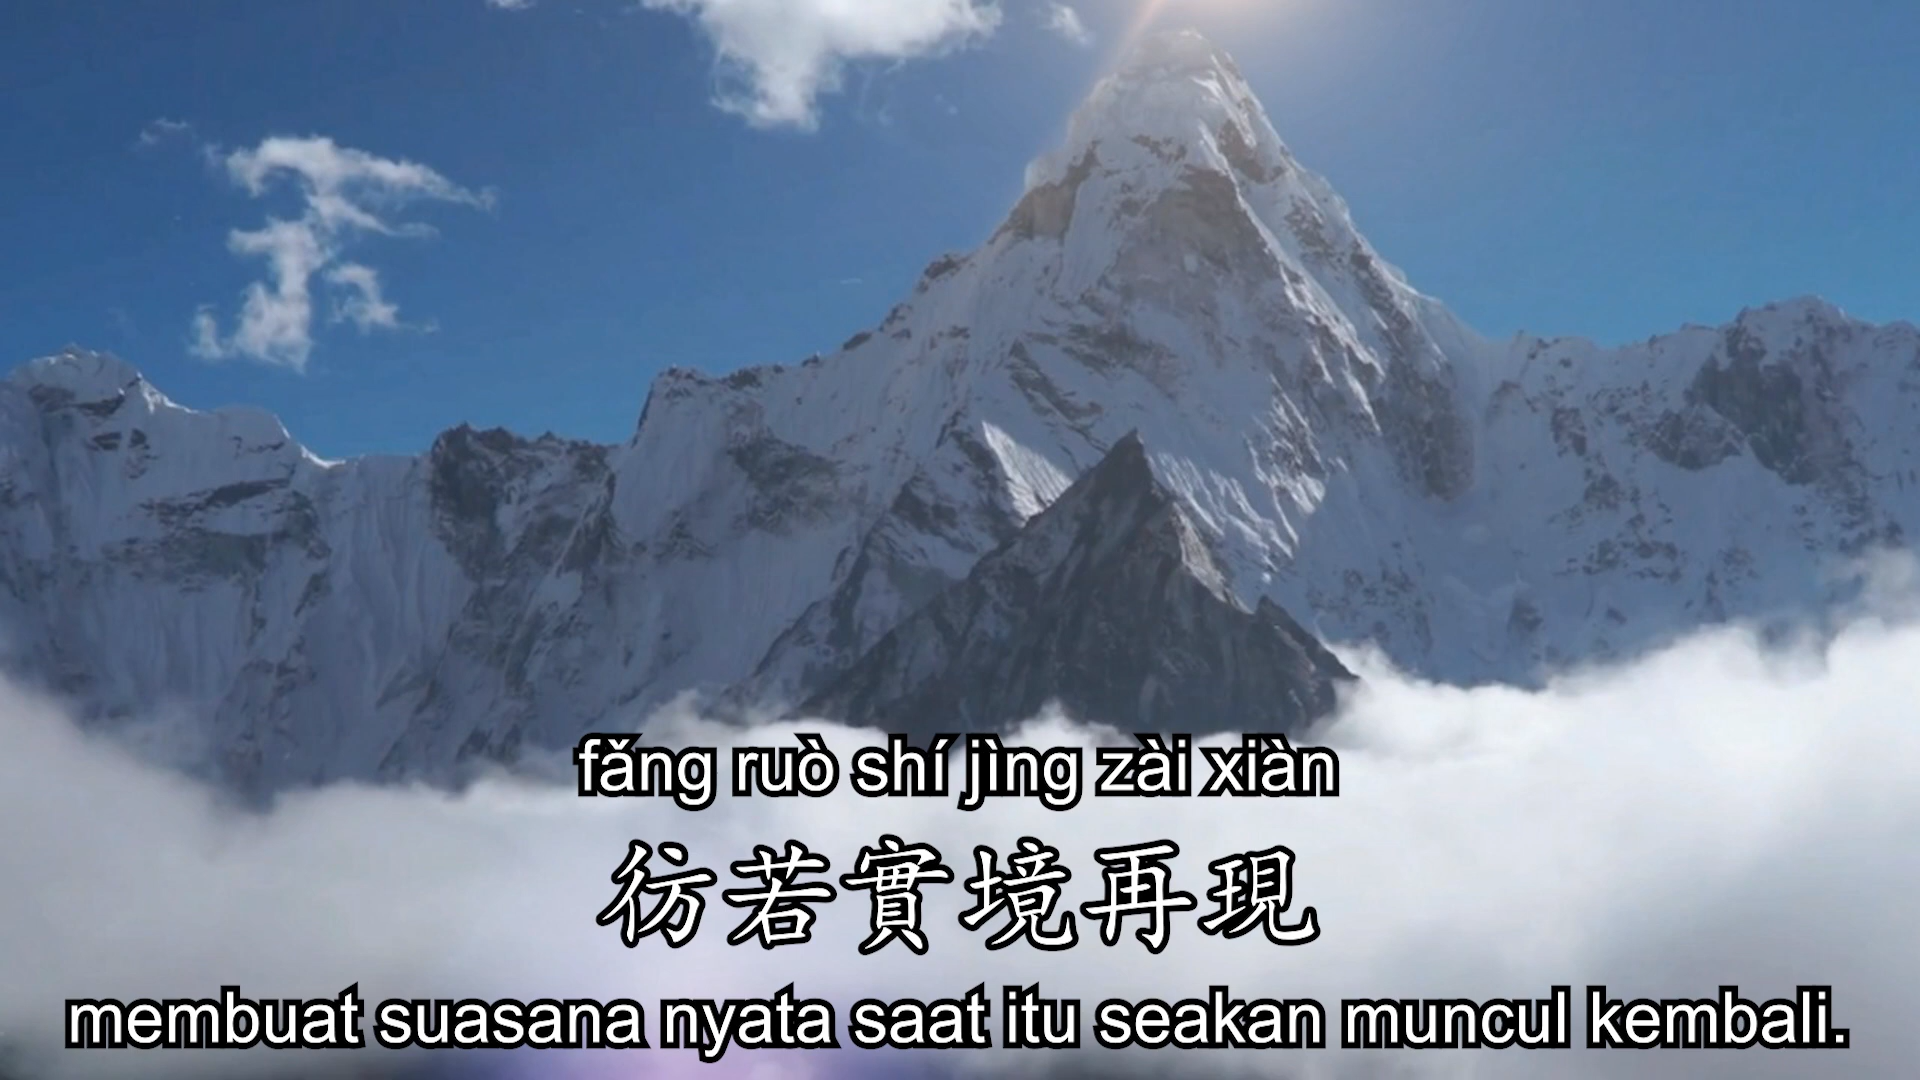 fǎng ruò shí jìng zài xiàn
彷若實境再現
membuat suasana nyata saat itu seakan muncul kembali.